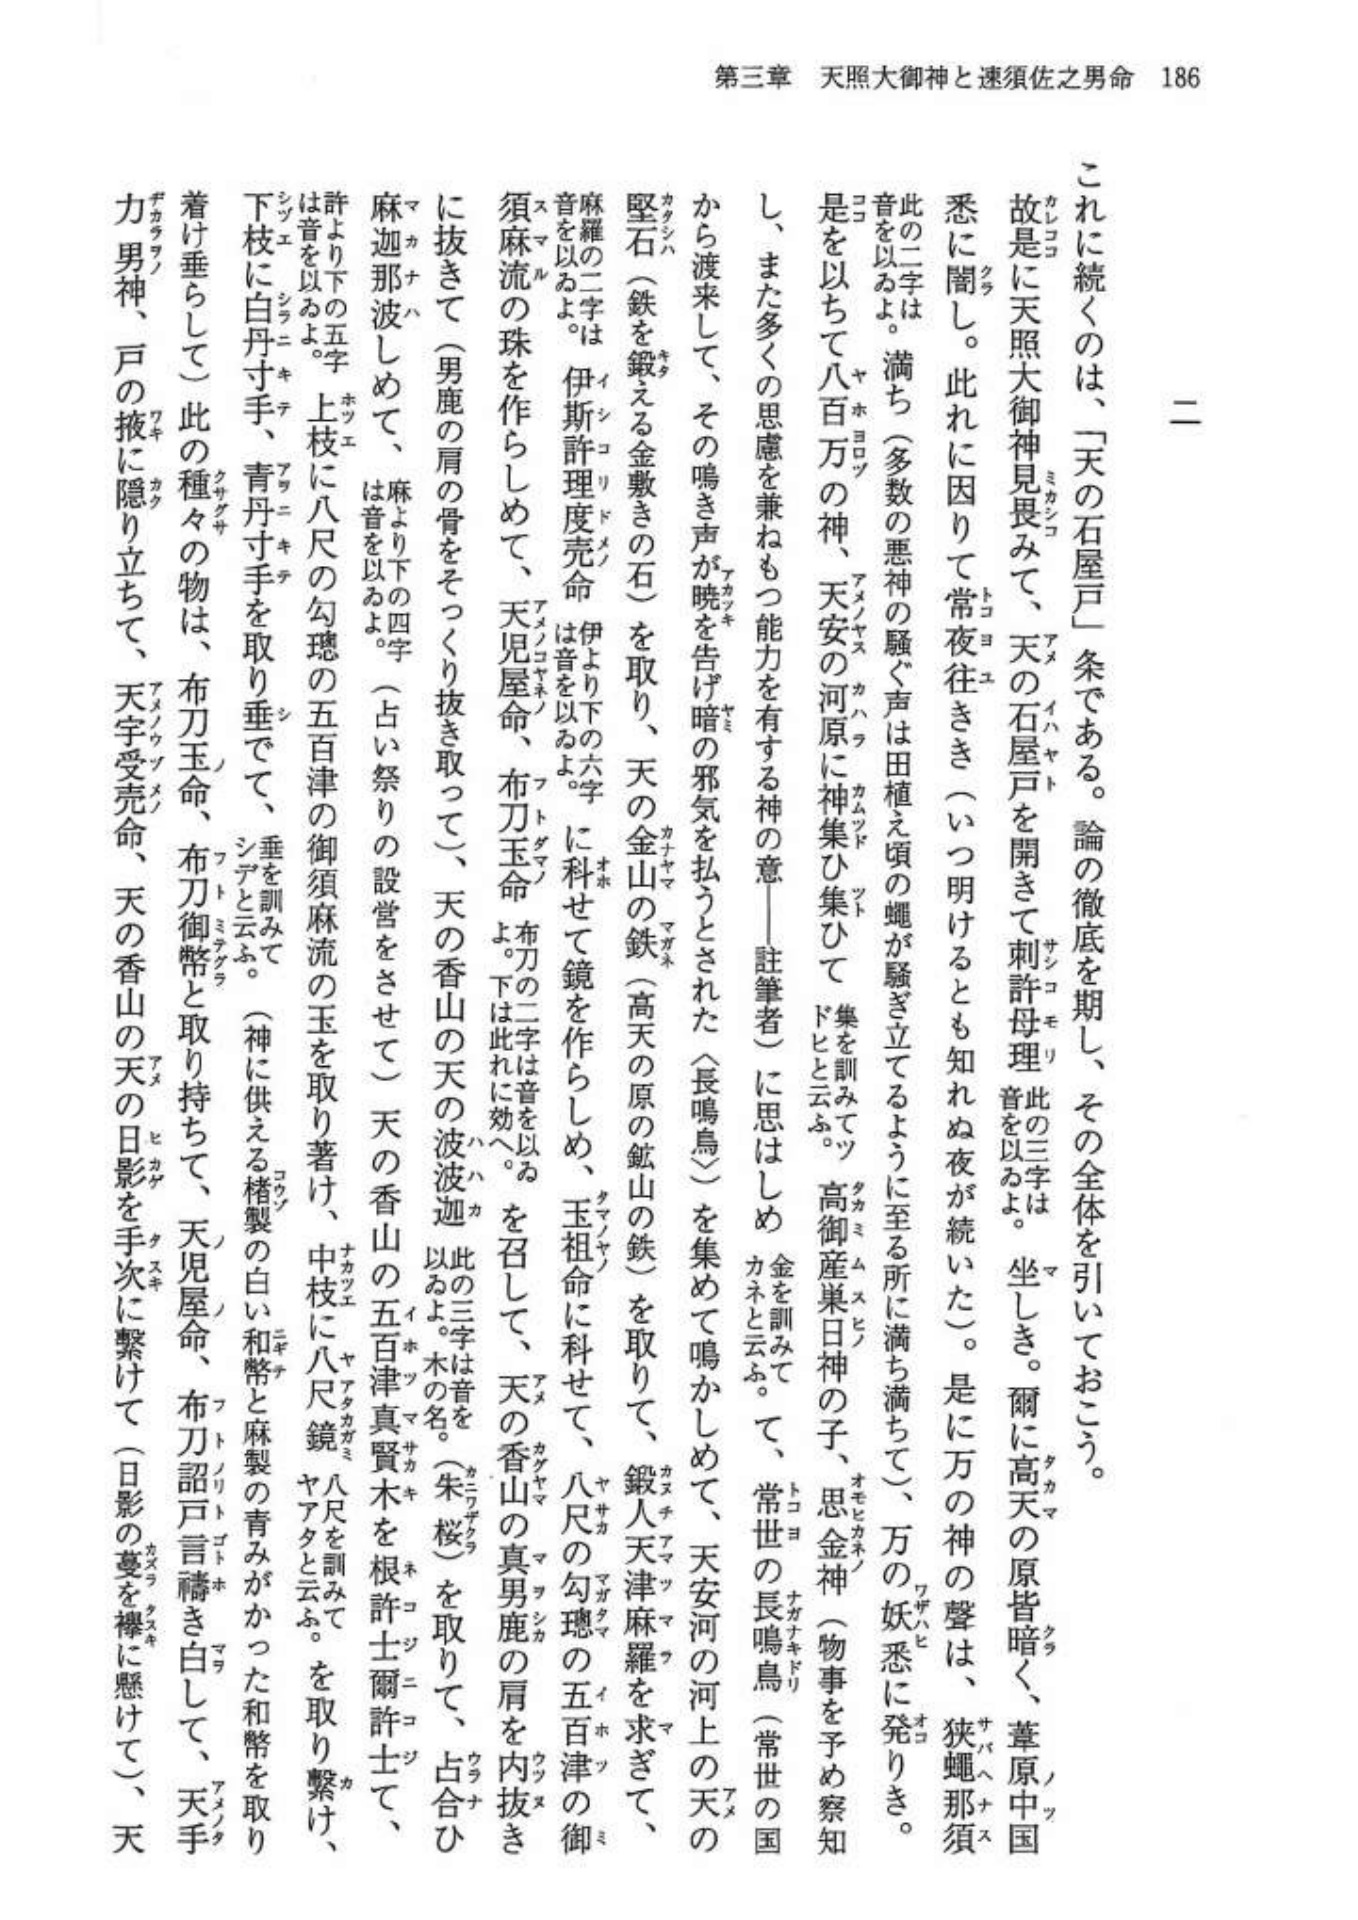 第三章　天照大御神と速須佐之男命　186
二
これに続くのは、「天の石屋戸」条である。論の徹底を期し、その全体を引いておこう。
故是に天照大御神見畏みて、天の石屋戸を開きて刺許母理此の三字は音を以ゐよ。坐しき。爾に高天の原皆暗く、葦原中国
悉に闇し。此れに因りて常夜往きき（いつ明けるとも知れぬ夜が続いた）。是に万の神の聲は、狭蠅那須
此の二字は音を以ゐよ。満ち（多数の悪神の騒ぐ声は田植え頃の蠅が騒ぎ立てるように至る所に満ち満ちて）、万の妖悉に発りき。
是を以ちて八百万の神、天安の河原に神集ひ集ひて集を訓みてツドヒと云ふ。高御産巣日神の子、思金神（物事を予め察知
し、また多くの思慮を兼ねもつ能力を有する神の意――註筆者）に思はしめ金を訓みてカネと云ふ。て、常世の長鳴鳥（常世の国
から渡来して、その鳴き声が暁を告げ暗の邪気を払うとされた〈長鳴鳥〉）を集めて鳴かしめて、天安河の河上の天の
堅石（鉄を鍛える金敷きの石）を取り、天の金山の鉄（高天の原の鉱山の鉄）を取りて、鍛人天津麻羅を求ぎて、
麻羅の二字は音を以ゐよ。伊斯許理度売命伊より下の六字は音を以ゐよ。に科せて鏡を作らしめ、玉祖命に科せて、八尺の勾璁の五百津の御
須麻流の珠を作らしめて、天児屋命、布刀玉命布刀の二字は音を以ゐよ。下は此れに効へ。を召して、天の香山の真男鹿の肩を内抜き
に抜きて（男鹿の肩の骨をそっくり抜き取って）、天の香山の天の波波迦此の三字は音を以ゐよ。木の名。（朱桜）を取りて、占合ひ
麻迦那波しめて、麻より下の四字は音を以ゐよ。（占い祭りの設営をさせて）天の香山の五百津真賢木を根許士爾許士て、
許より下の五字は音を以ゐよ。上枝に八尺の勾璁の五百津の御須麻流の玉を取り著け、中枝に八尺鏡八尺を訓みてヤアタと云ふ。を取り繫け、
下枝に白丹寸手、青丹寸手を取り垂でて、垂を訓みてシデと云ふ。（神に供える楮製の白い和幣と麻製の青みがかった和幣を取り
着け垂らして）此の種々の物は、布刀玉命、布刀御幣と取り持ちて、天児屋命、布刀詔戸言禱き白して、天手
力男神、戸の掖に隠り立ちて、天宇受売命、天の香山の天の日影を手次に繫けて（日影の蔓を襷に懸けて）、天